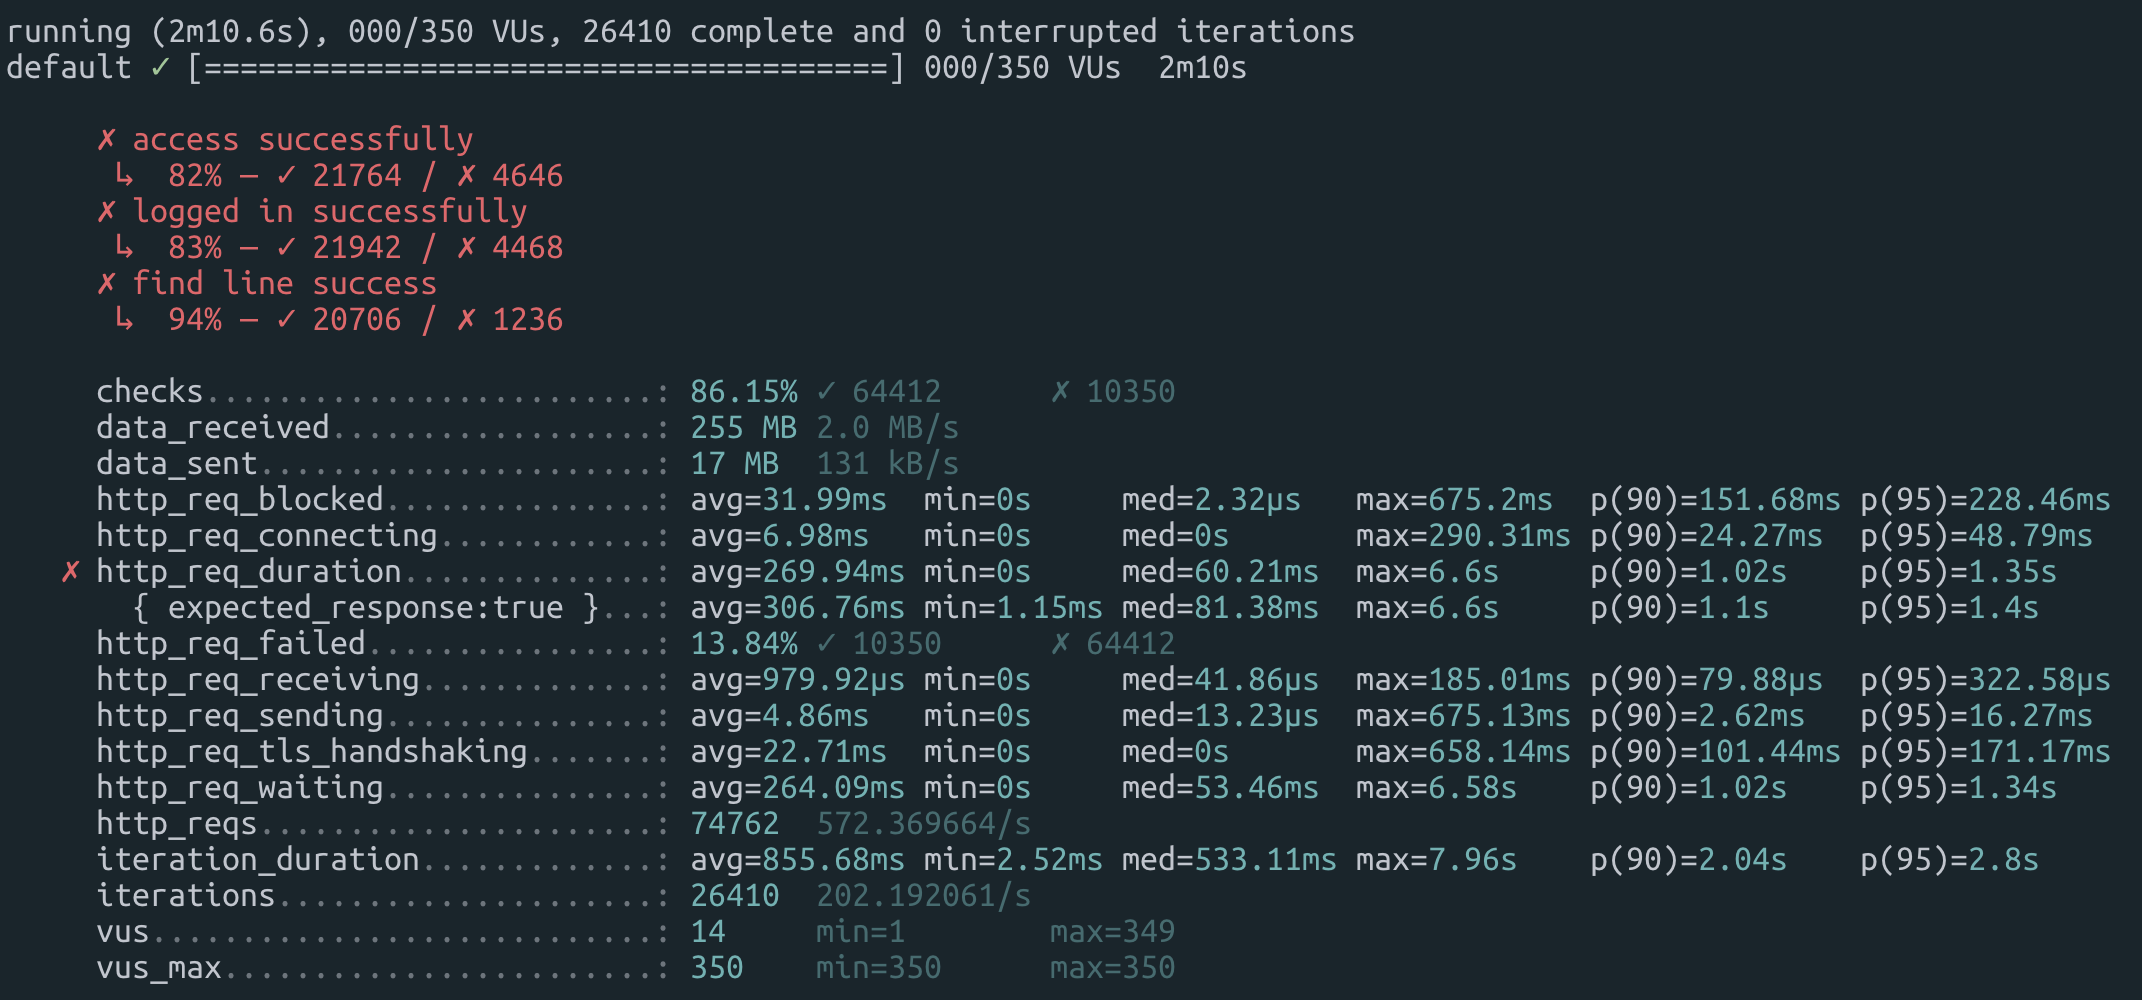 running (2m10.6s), 000/350 VUs, 26410 complete and 0 interrupted iterations
default ✓ [======================================] 000/350 VUs  2m10s
✗ access successfully
↳  82% — ✓ 21764 / ✗ 4646
✗ logged in successfully
↳  83% — ✓ 21942 / ✗ 4468
✗ find line success
↳  94% — ✓ 20706 / ✗ 1236
checks.........................: 86.15% ✓ 64412      ✗ 10350
data_received..................: 255 MB 2.0 MB/s
data_sent......................: 17 MB  131 kB/s
http_req_blocked...............: avg=31.99ms  min=0s     med=2.32µs   max=675.2ms  p(90)=151.68ms p(95)=228.46ms
http_req_connecting............: avg=6.98ms   min=0s     med=0s       max=290.31ms p(90)=24.27ms  p(95)=48.79ms
✗ http_req_duration..............: avg=269.94ms min=0s     med=60.21ms  max=6.6s     p(90)=1.02s    p(95)=1.35s
{ expected_response:true }...: avg=306.76ms min=1.15ms med=81.38ms  max=6.6s     p(90)=1.1s     p(95)=1.4s
http_req_failed................: 13.84% ✓ 10350      ✗ 64412
http_req_receiving.............: avg=979.92µs min=0s     med=41.86µs  max=185.01ms p(90)=79.88µs  p(95)=322.58µs
http_req_sending...............: avg=4.86ms   min=0s     med=13.23µs  max=675.13ms p(90)=2.62ms   p(95)=16.27ms
http_req_tls_handshaking.......: avg=22.71ms  min=0s     med=0s       max=658.14ms p(90)=101.44ms p(95)=171.17ms
http_req_waiting...............: avg=264.09ms min=0s     med=53.46ms  max=6.58s    p(90)=1.02s    p(95)=1.34s
http_reqs......................: 74762  572.369664/s
iteration_duration.............: avg=855.68ms min=2.52ms med=533.11ms max=7.96s    p(90)=2.04s    p(95)=2.8s
iterations.....................: 26410  202.192061/s
vus............................: 14     min=1        max=349
vus_max........................: 350    min=350      max=350